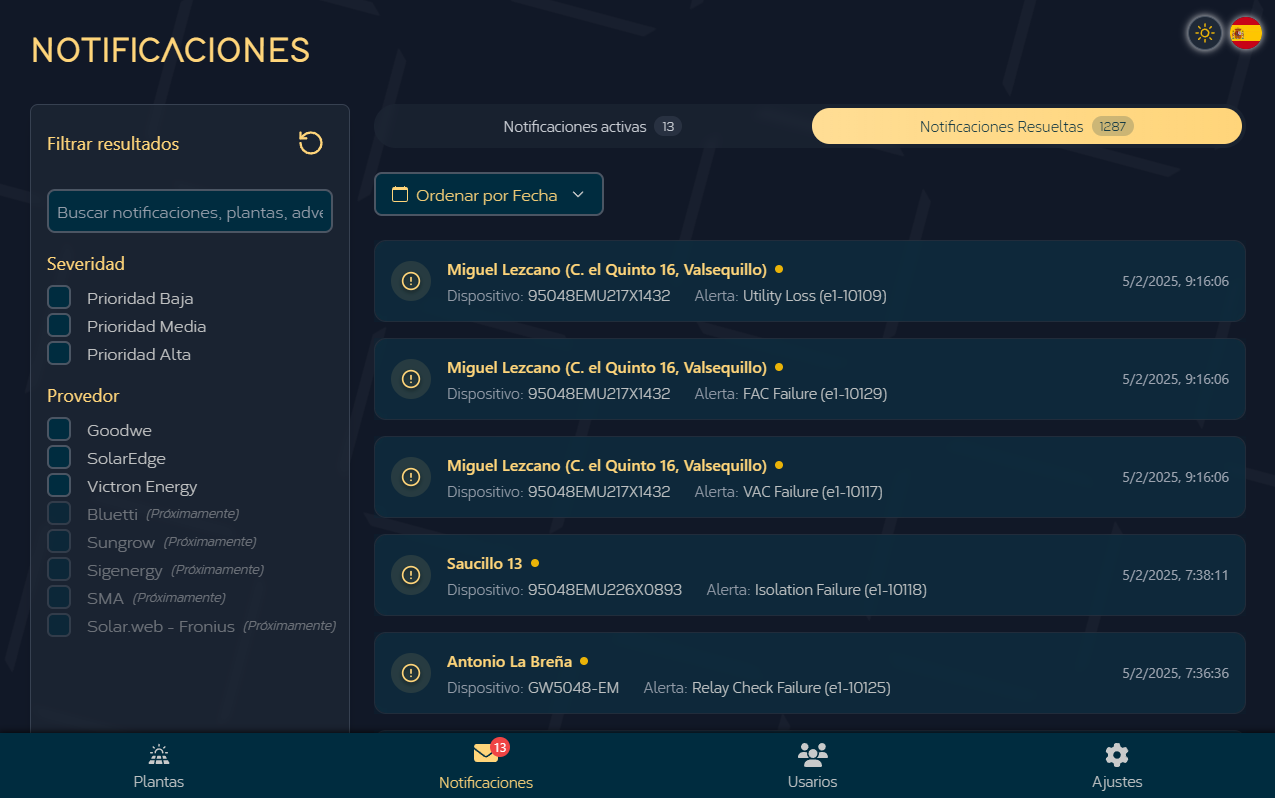 NOTIFICACIONES
Filtrar resultados
Buscar notificaciones, plantas, adve
Severidad
Prioridad Baja
Prioridad Media
Prioridad Alta
Provedor
Goodwe
SolarEdge
Victron Energy
Bluetti (Próximamente)
Sungrow (Próximamente)
Sigenergy (Próximamente)
SMA (Próximamente)
Solar.web - Fronius (Próximamente)
Notificaciones activas 13
Notificaciones Resueltas 1287
Ordenar por Fecha
Miguel Lezcano (C. el Quinto 16, Valsequillo)
Dispositivo: 95048EMU217X1432 Alerta: Utility Loss (e1-10109)
5/2/2025, 9:16:06
Miguel Lezcano (C. el Quinto 16, Valsequillo)
Dispositivo: 95048EMU217X1432 Alerta: FAC Failure (e1-10129)
5/2/2025, 9:16:06
Miguel Lezcano (C. el Quinto 16, Valsequillo)
Dispositivo: 95048EMU217X1432 Alerta: VAC Failure (e1-10117)
5/2/2025, 9:16:06
Saucillo 13
Dispositivo: 95048EMU226X0893 Alerta: Isolation Failure (e1-10118)
5/2/2025, 7:38:11
Antonio La Breña
Dispositivo: GW5048-EM Alerta: Relay Check Failure (e1-10125)
5/2/2025, 7:36:36
Plantas
13
Notificaciones
Usarios
Ajustes